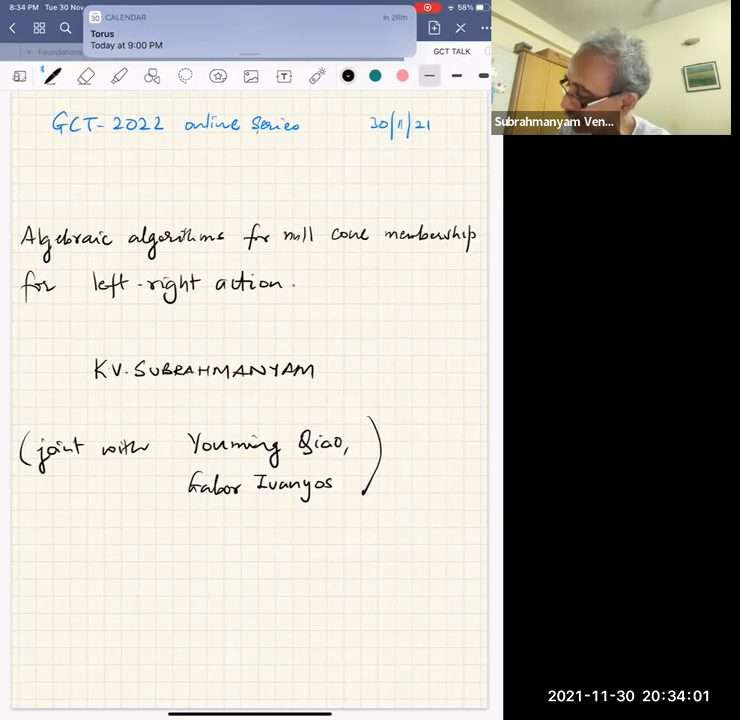 8:34 PM Tue 30 Nov
58%
30 CALENDAR in 26m
Torus
Today at 9:00 PM
Foundations
GCT TALK
GCT-2022 online series 30/11/21
Algebraic algorithms for null cone membership
for left-right action.
K.V. SUBRAHMANYAM
(joint with Youming Qiao,
Gabor Ivanyos)
Subrahmanyam Ven...
2021-11-30 20:34:01